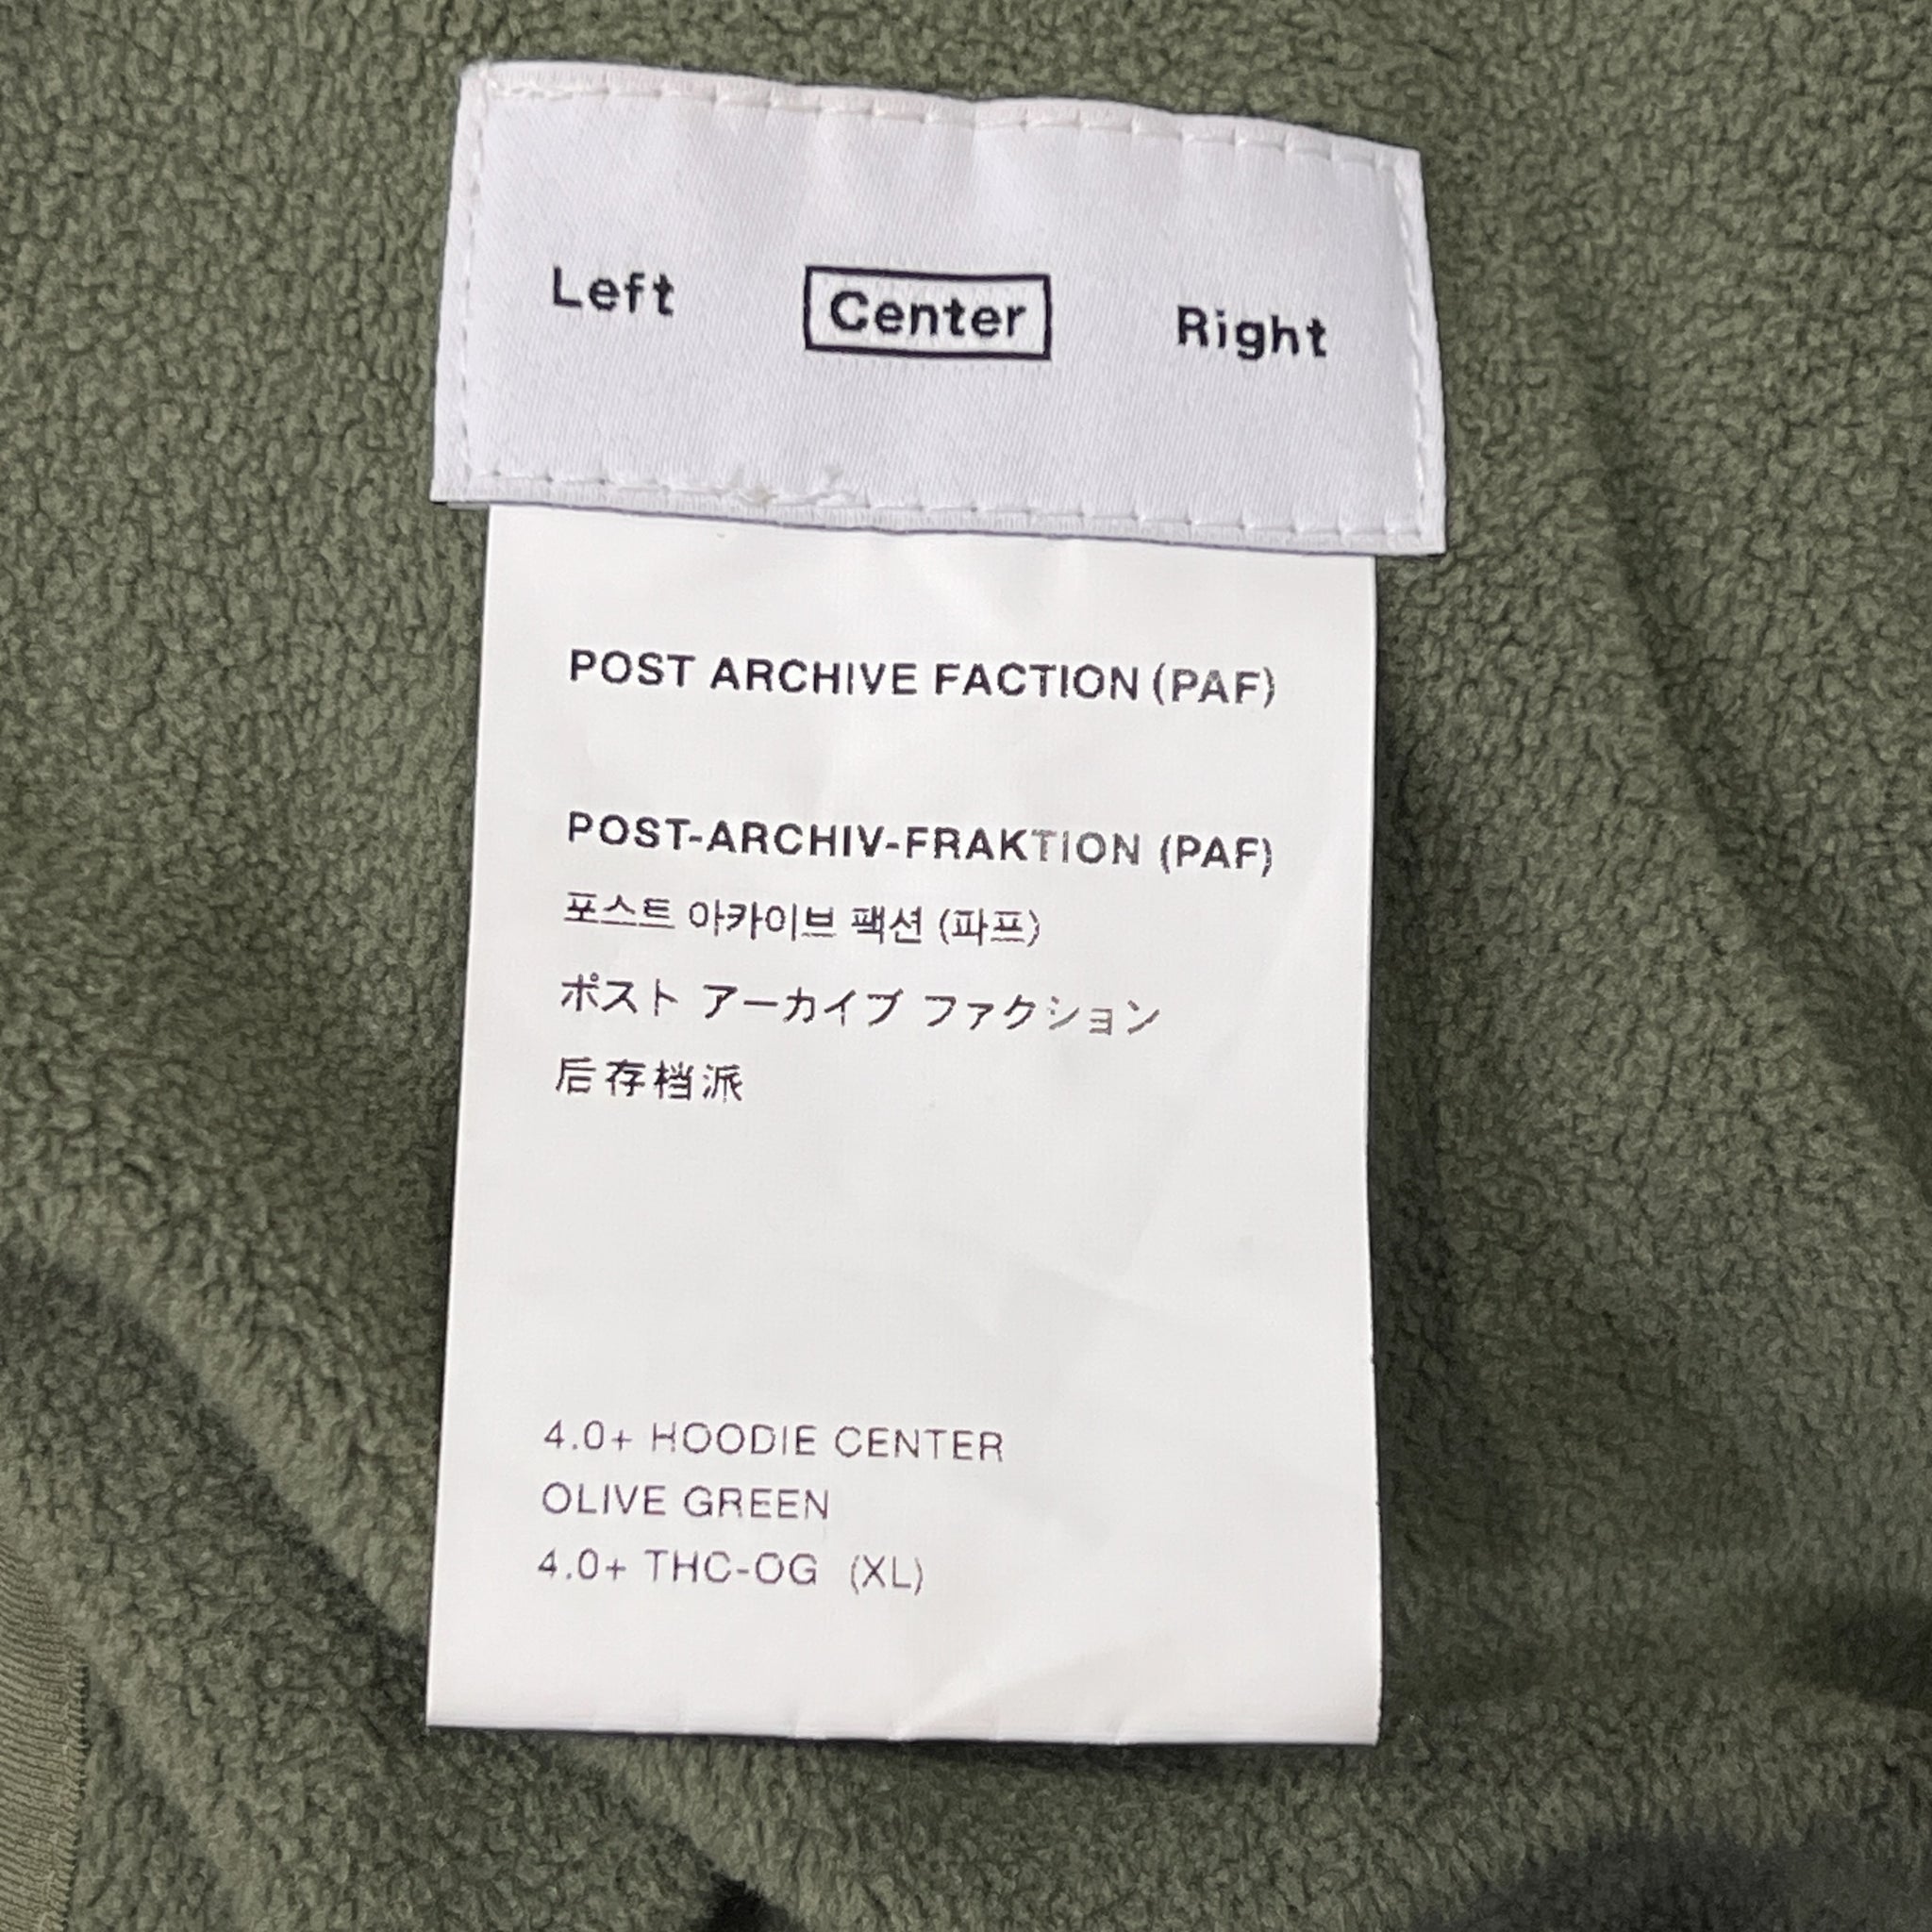 Left Center Right
POST ARCHIVE FACTION (PAF)
POST-ARCHIV-FRAKTION (PAF)
포스트 아카이브 팩션 (파프)
ポスト アーカイブ ファクション
后存档派
4.0+ HOODIE CENTER
OLIVE GREEN
4.0+ THC-OG (XL)